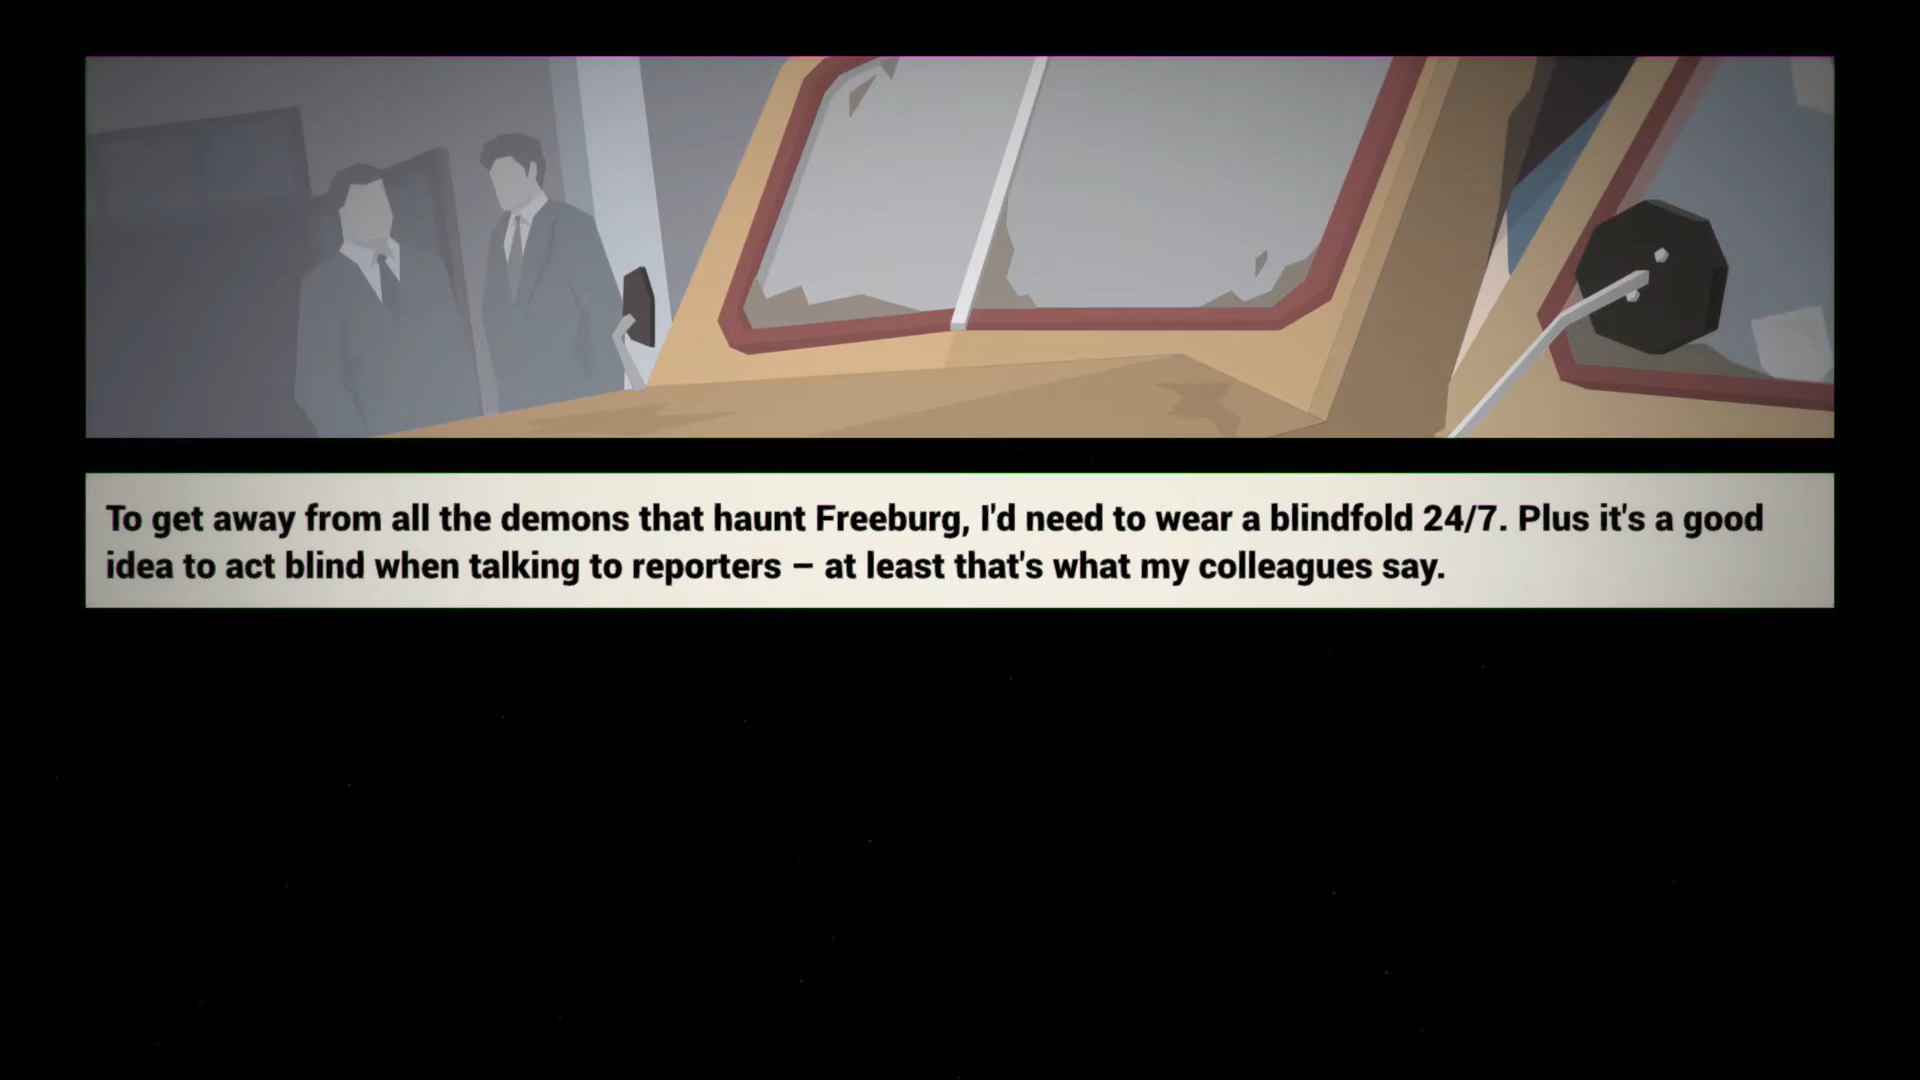 To get away from all the demons that haunt Freeburg, I'd need to wear a blindfold 24/7. Plus it's a good
idea to act blind when talking to reporters – at least that's what my colleagues say.